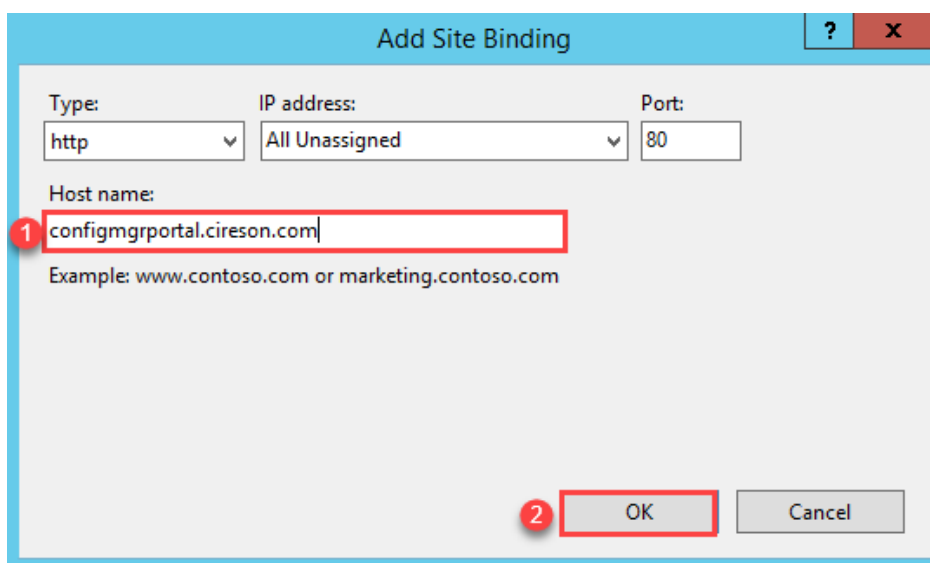 Add Site Binding
? x
Type: IP address: Port:
http All Unassigned 80
Host name:
1 configmgrportal.cireson.com
Example: www.contoso.com or marketing.contoso.com
2 OK Cancel